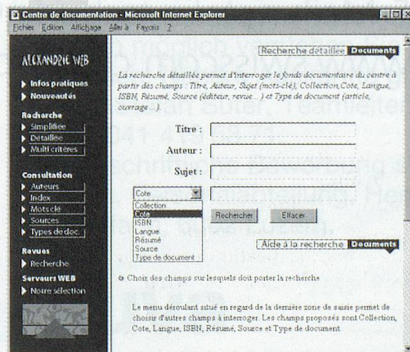 Centre de documentation - Microsoft Internet Explorer
Fichier Edition Affichage Aller à Favoris ?
ALEXANDRIE WEB
Infos pratiques
Nouveautés
Recherche
Simplifiée
Détaillée
Multi critères
Consultation
Auteurs
Index
Mots clé
Sources
Types de doc.
Revues
Recherche
Serveurs WEB
Notre sélection
Recherche détaillée Documents
La recherche détaillée permet d'interroger le fonds documentaire du centre à
partir des champs : Titre, Auteur, Sujet (mots-clé), Collection, Cote, Langue,
ISBN, Résumé, Source (éditeur, revue...) et Type de document (article,
ouvrage...).
Titre :
Auteur :
Sujet :
Cote
Collection
Cote
ISBN
Langue
Résumé
Source
Type de document
Rechercher Effacer
Aide à la recherche Documents
Choix des champs sur lesquels doit porter la recherche
Le menu déroulant situé en regard de la dernière zone de saisie permet de
choisir d'autres champs à interroger. Les champs proposés sont Collection,
Cote, Langue, ISBN, Résumé, Source et Type de document.